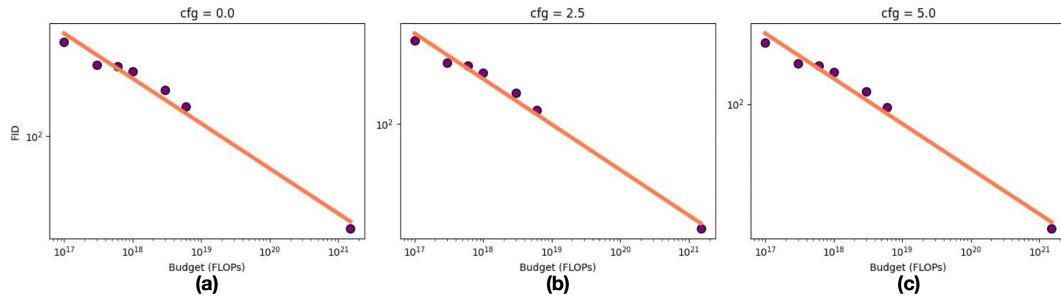 cfg = 0.0
FID
10²
10¹⁷ 10¹⁸ 10¹⁹ 10²⁰ 10²¹
Budget (FLOPs)
(a)
cfg = 2.5
10²
10¹⁷ 10¹⁸ 10¹⁹ 10²⁰ 10²¹
Budget (FLOPs)
(b)
cfg = 5.0
10²
10¹⁷ 10¹⁸ 10¹⁹ 10²⁰ 10²¹
Budget (FLOPs)
(c)